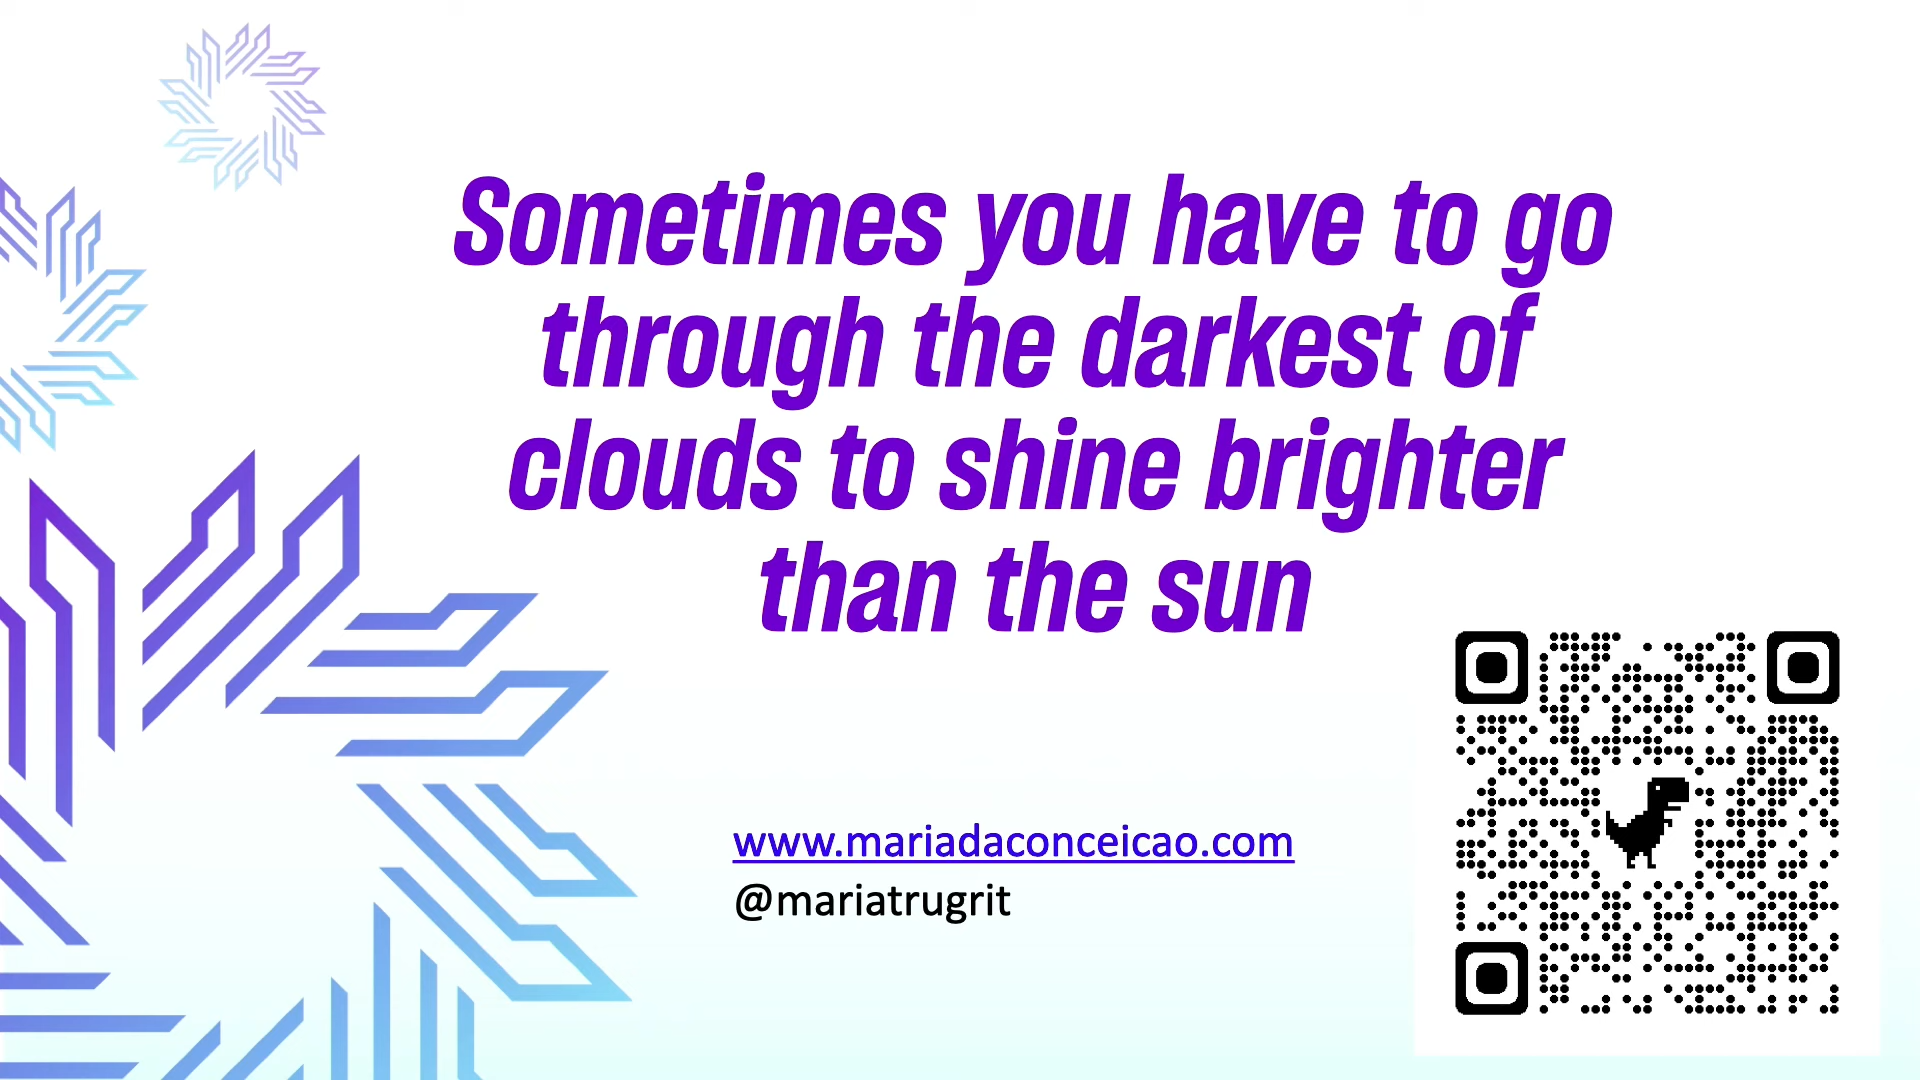 Sometimes you have to go
through the darkest of
clouds to shine brighter
than the sun
www.mariadaconceicao.com
@mariatrugrit